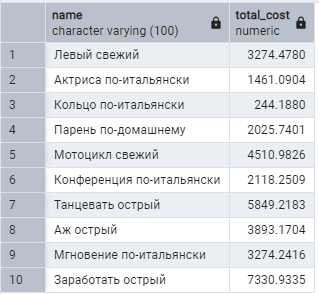 name total_cost
character varying (100) numeric
1 Левый свежий 3274.4780
2 Актриса по-итальянски 1461.0904
3 Кольцо по-итальянски 244.1880
4 Парень по-домашнему 2025.7401
5 Мотоцикл свежий 4510.9826
6 Конференция по-итальянски 2118.2509
7 Танцевать острый 5849.2183
8 Аж острый 3893.1704
9 Мгновение по-итальянски 3274.2416
10 Заработать острый 7330.9335